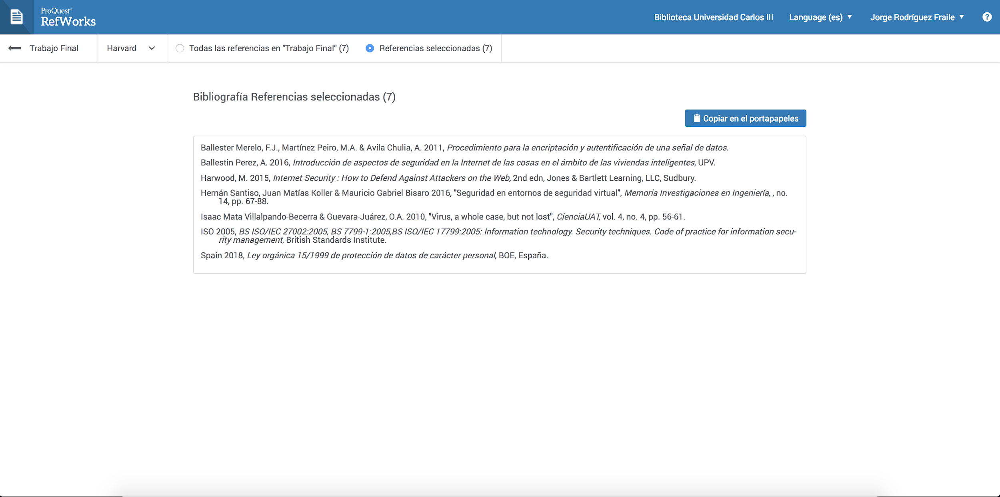 ProQuest®
RefWorks
Biblioteca Universidad Carlos III
Language (es)
Jorge Rodríguez Fraile
?
Trabajo Final
Harvard
Todas las referencias en "Trabajo Final" (7)
Referencias seleccionadas (7)
Bibliografía Referencias seleccionadas (7)
Copiar en el portapapeles
Ballester Merelo, F.J., Martínez Peiro, M.A. & Avila Chulia, A. 2011, Procedimiento para la encriptación y autentificación de una señal de datos.
Ballestin Perez, A. 2016, Introducción de aspectos de seguridad en la Internet de las cosas en el ámbito de las viviendas inteligentes, UPV.
Harwood, M. 2015, Internet Security : How to Defend Against Attackers on the Web, 2nd edn, Jones & Bartlett Learning, LLC, Sudbury.
Hernán Santiso, Juan Matías Koller & Mauricio Gabriel Bisaro 2016, "Seguridad en entornos de seguridad virtual", Memoria Investigaciones en Ingeniería, , no.
14, pp. 67-88.
Isaac Mata Villalpando-Becerra & Guevara-Juárez, O.A. 2010, "Virus, a whole case, but not lost", CienciaUAT, vol. 4, no. 4, pp. 56-61.
ISO 2005, BS ISO/IEC 27002:2005, BS 7799-1:2005,BS ISO/IEC 17799:2005: Information technology. Security techniques. Code of practice for information secu-
rity management, British Standards Institute.
Spain 2018, Ley orgánica 15/1999 de protección de datos de carácter personal, BOE, España.